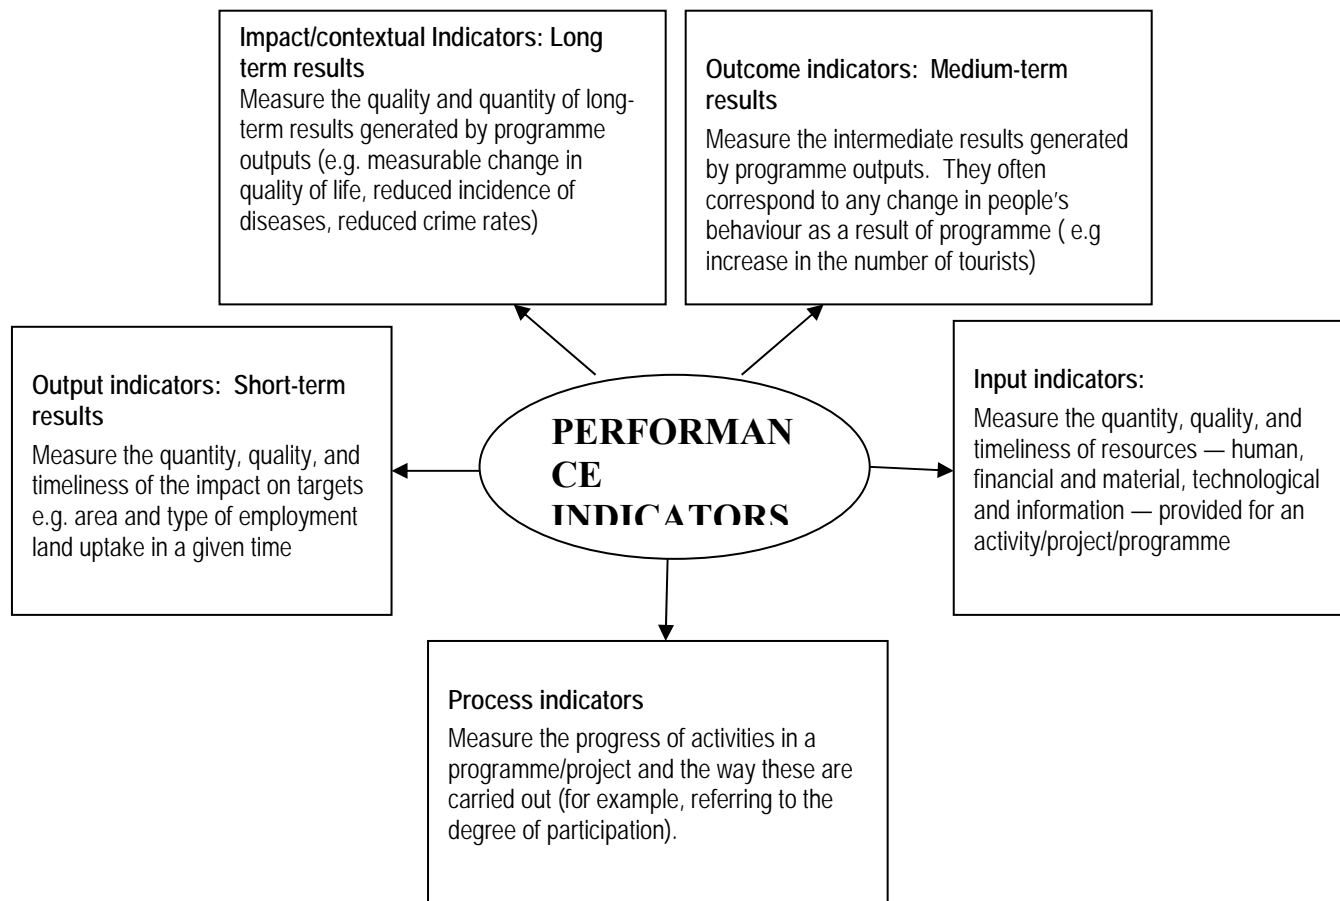 Impact/contextual Indicators: Long
term results
Measure the quality and quantity of long-
term results generated by programme
outputs (e.g. measurable change in
quality of life, reduced incidence of
diseases, reduced crime rates)
Outcome indicators:  Medium-term
results
Measure the intermediate results generated
by programme outputs.  They often
correspond to any change in people’s
behaviour as a result of programme ( e.g
increase in the number of tourists)
Output indicators:  Short-term
results
Measure the quantity, quality, and
timeliness of the impact on targets
e.g. area and type of employment
land uptake in a given time
PERFORMAN
CE
INDICATORS
Input indicators:
Measure the quantity, quality, and
timeliness of resources — human,
financial and material, technological
and information — provided for an
activity/project/programme
Process indicators
Measure the progress of activities in a
programme/project and the way these are
carried out (for example, referring to the
degree of participation).